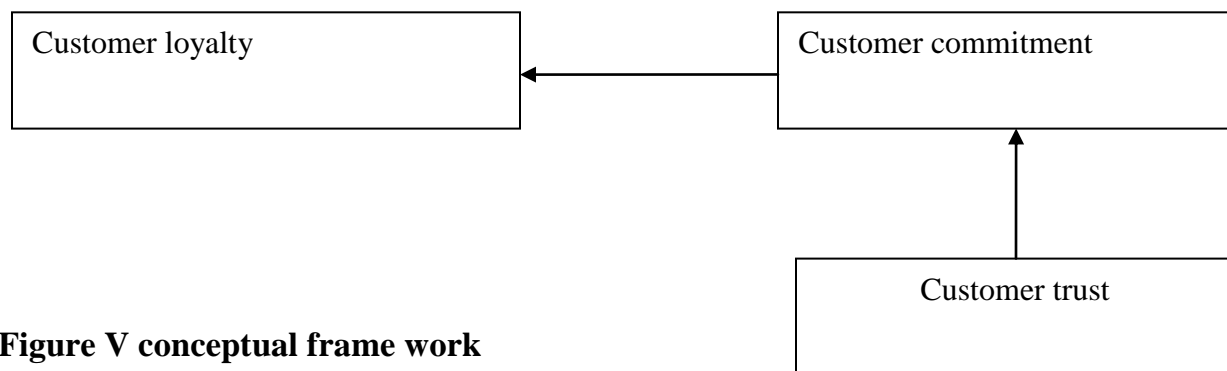 Customer loyalty
Customer commitment
Customer trust
Figure V conceptual frame work